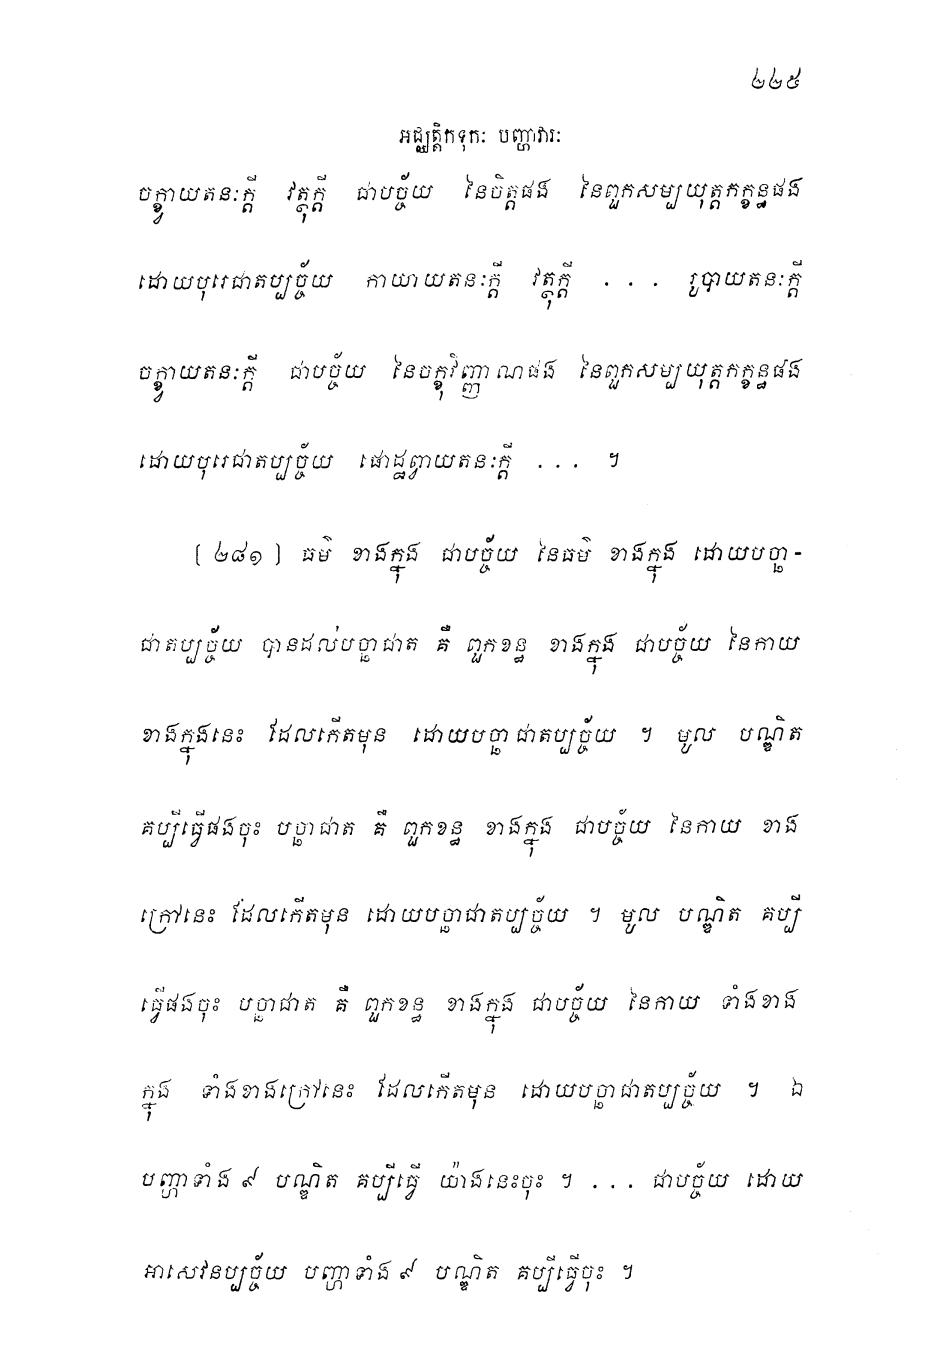 ២២៥
អជ្ឈត្តិកទុកៈ បញ្ហាវារៈ
ចក្ខ្វាយតនៈក្តី វត្ថុក្តី ជាបច្ច័យ នៃចិត្តផង នៃពួកសម្បយុត្តកក្ខន្ធផង
ដោយបុរេជាតប្បច្ច័យ កាយាយតនៈក្តី វត្ថុក្តី . . . រូបាយតនៈក្តី
ចក្ខ្វាយតនៈក្តី ជាបច្ច័យ នៃចក្ខុវិញ្ញាណផង នៃពួកសម្បយុត្តកក្ខន្ធផង
ដោយបុរេជាតប្បច្ច័យ ផោដ្ឋព្វាយតនៈក្តី . . . ។
[ ២៨១ ] ធម៌ ខាងក្នុង ជាបច្ច័យ នៃធម៌ ខាងក្នុង ដោយបច្ឆា-
ជាតប្បច្ច័យ បានដល់បច្ឆាជាត គឺ ពួកខន្ធ ខាងក្នុង ជាបច្ច័យ នៃកាយ
ខាងក្នុងនេះ ដែលកើតមុន ដោយបច្ឆាជាតប្បច្ច័យ ។ មូល បណ្ឌិត
គប្បីធ្វើផងចុះ បច្ឆាជាត គឺ ពួកខន្ធ ខាងក្នុង ជាបច្ច័យ នៃកាយ ខាង
ក្រៅនេះ ដែលកើតមុន ដោយបច្ឆាជាតប្បច្ច័យ ។ មូល បណ្ឌិត គប្បី
ធ្វើផងចុះ បច្ឆាជាត គឺ ពួកខន្ធ ខាងក្នុង ជាបច្ច័យ នៃកាយ ទាំងខាង
ក្នុង ទាំងខាងក្រៅនេះ ដែលកើតមុន ដោយបច្ឆាជាតប្បច្ច័យ ។ ឯ
បញ្ហាទាំង ៩ បណ្ឌិត គប្បីធ្វើ យ៉ាងនេះចុះ ។ . . . ជាបច្ច័យ ដោយ
អាសេវនប្បច្ច័យ បញ្ហាទាំង ៩ បណ្ឌិត គប្បីធ្វើចុះ ។